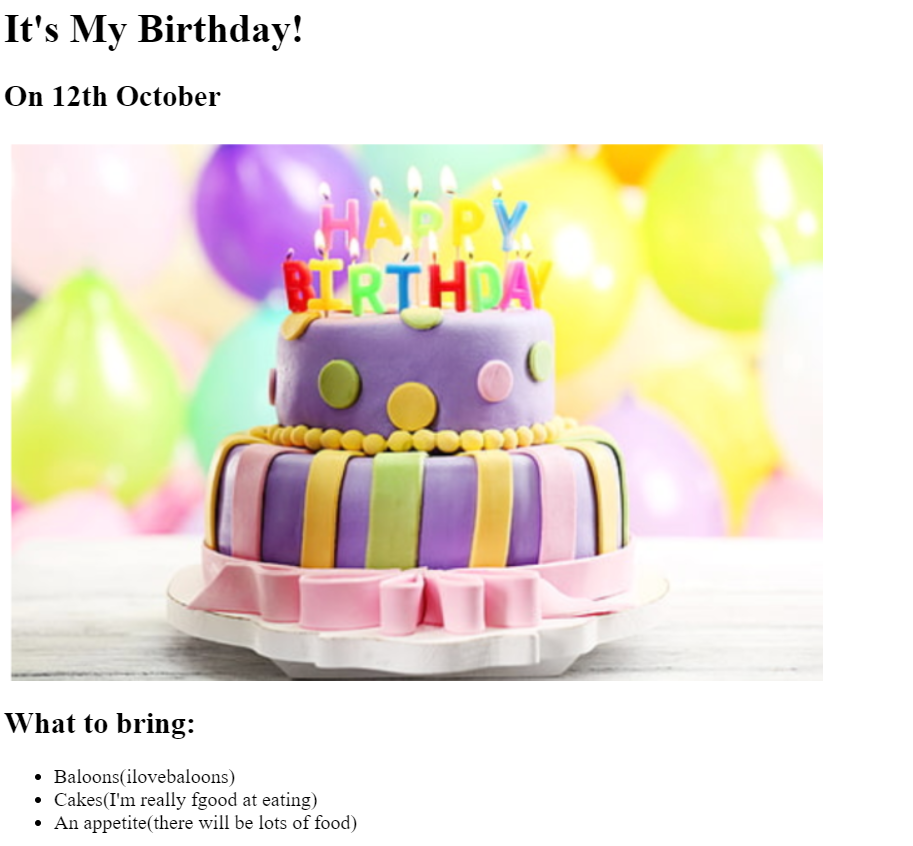 It's My Birthday!
On 12th October
HAPPY
BIRTHDAY
What to bring:
Baloons(ilovebaloons)
Cakes(I'm really fgood at eating)
An appetite(there will be lots of food)